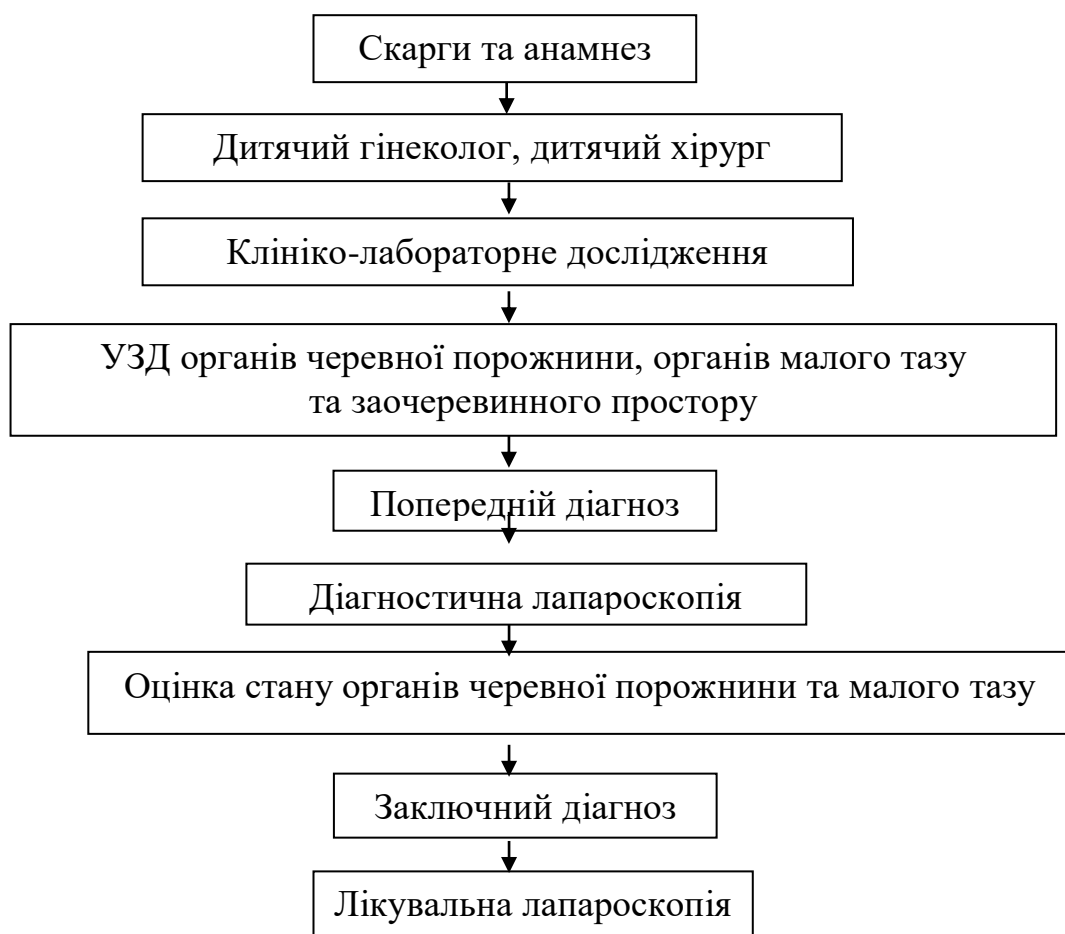 Скарги та анамнез
Дитячий гінеколог, дитячий хірург
Клініко-лабораторне дослідження
УЗД органів черевної порожнини, органів малого тазу
та заочеревинного простору
Попередній діагноз
Діагностична лапароскопія
Оцінка стану органів черевної порожнини та малого тазу
Заключний діагноз
Лікувальна лапароскопія